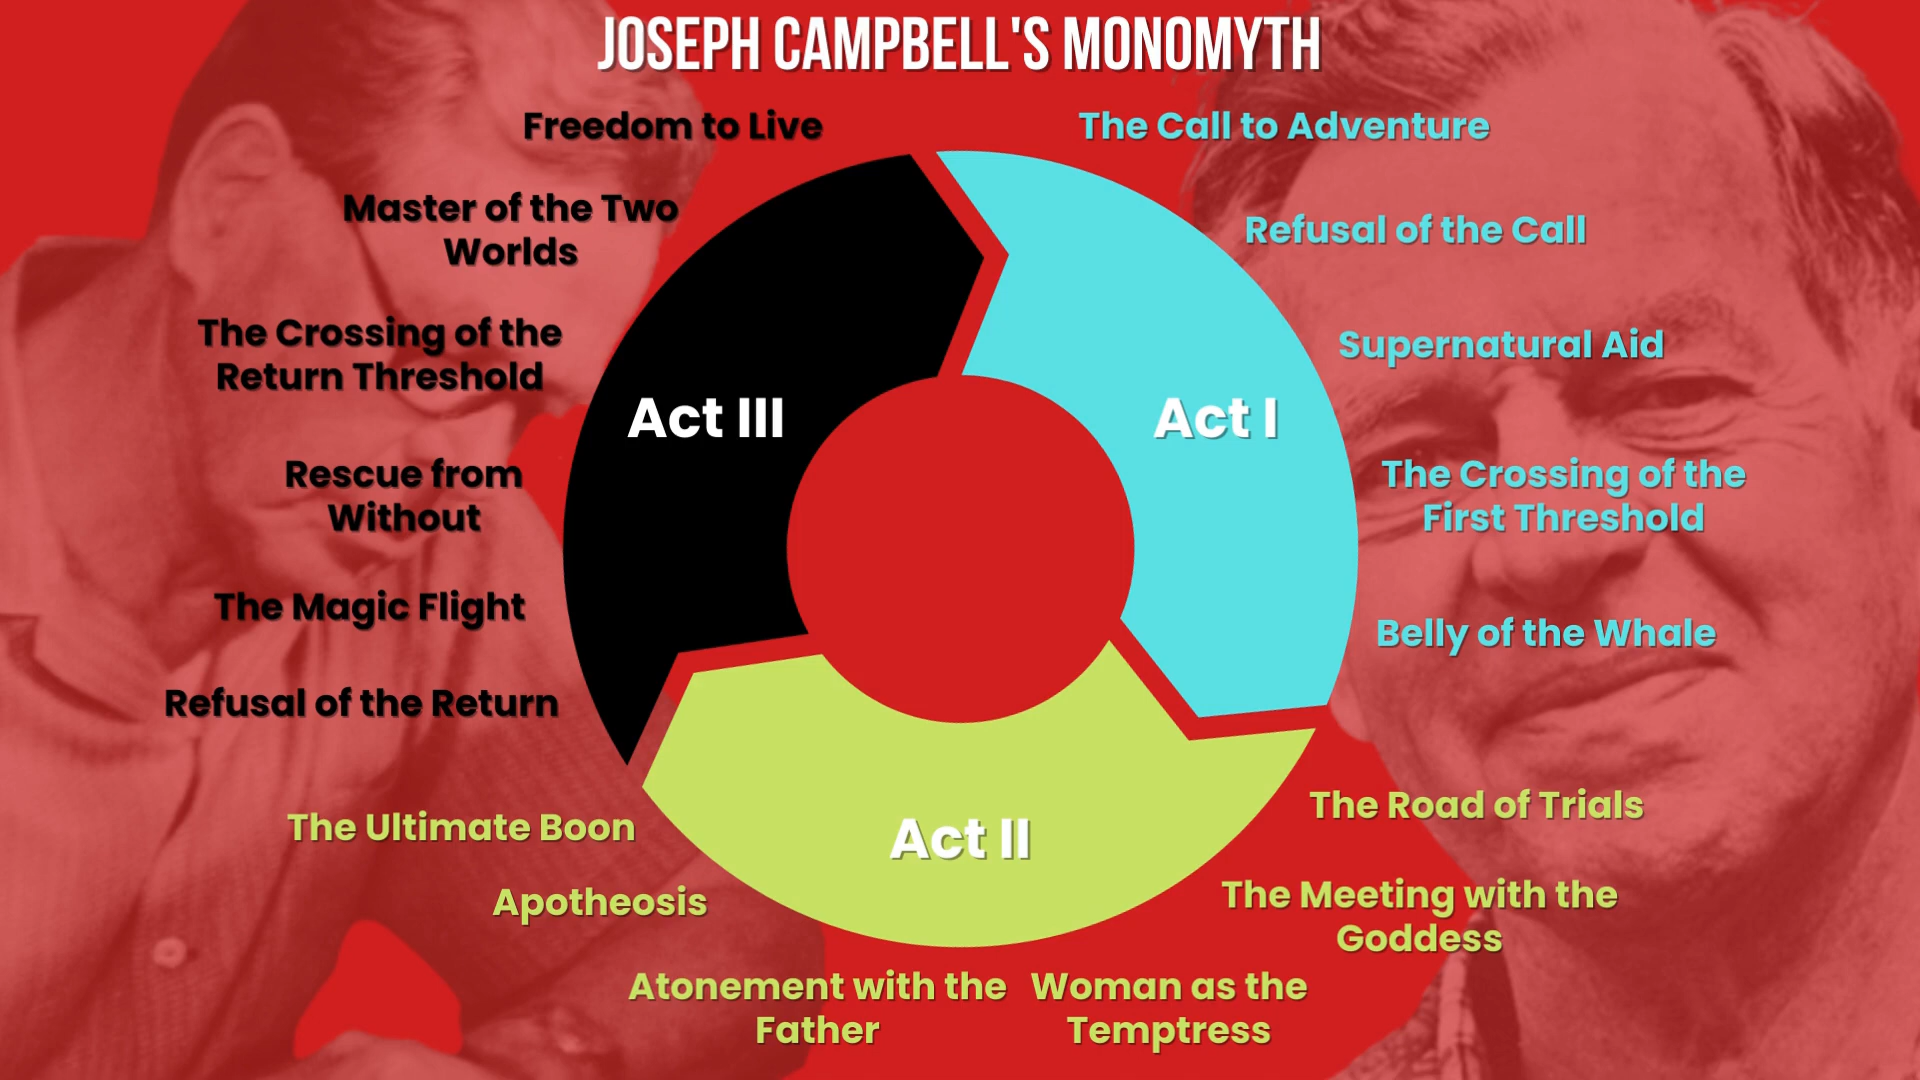 JOSEPH CAMPBELL'S MONOMYTH
The Call to Adventure
Refusal of the Call
Supernatural Aid
The Crossing of the
First Threshold
Belly of the Whale
Act I
The Road of Trials
The Meeting with the
Goddess
Woman as the
Temptress
Atonement with the
Father
Apotheosis
The Ultimate Boon
Act II
Refusal of the Return
The Magic Flight
Rescue from
Without
The Crossing of the
Return Threshold
Master of the Two
Worlds
Freedom to Live
Act III